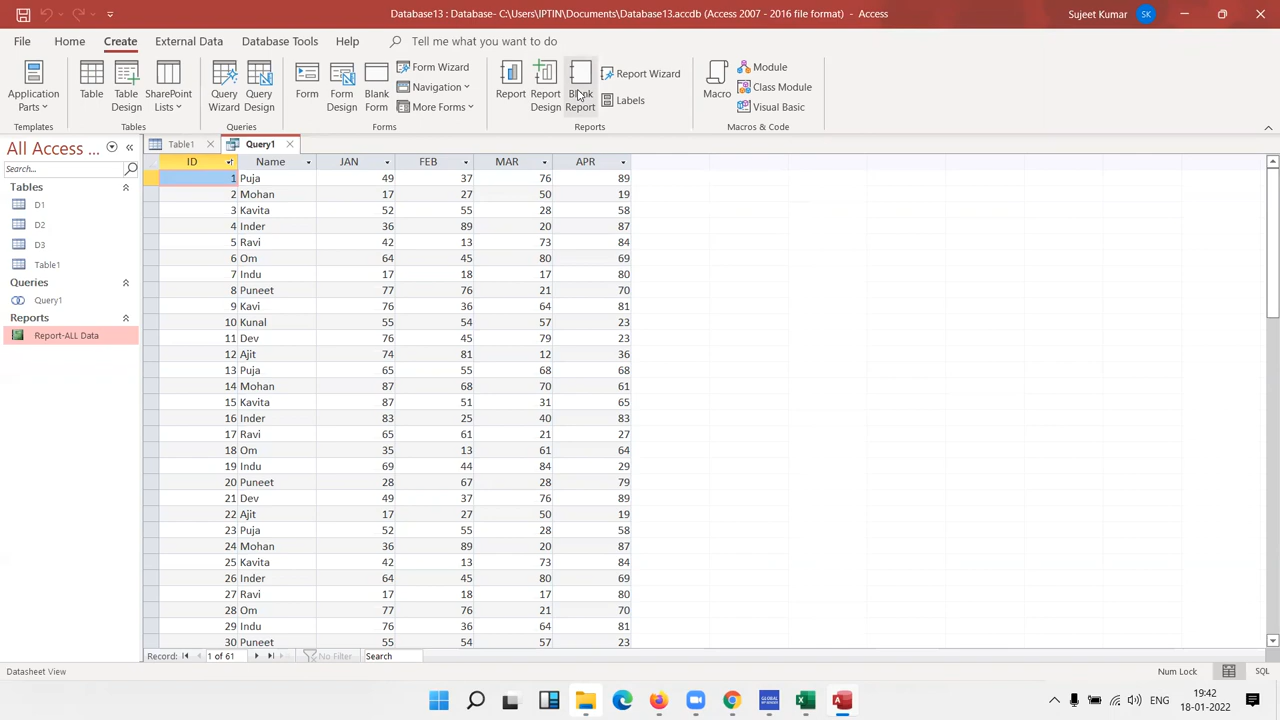 Database13 : Database- C:\Users\IPTIN\Documents\Database13.accdb (Access 2007 - 2016 file format) - Access
Sujeet Kumar SK
File Home Create External Data Database Tools Help Tell me what you want to do
Application Parts
Templates
Table
Table Design
SharePoint Lists
Tables
Query Wizard
Query Design
Queries
Form
Form Design
Blank Form
Form Wizard
Navigation
More Forms
Forms
Report
Report Design
Blank Report
Report Wizard
Labels
Reports
Macro
Module
Class Module
Visual Basic
Macros & Code
All Access ...
Search...
Tables
D1
D2
D3
Table1
Queries
Query1
Reports
Report-ALL Data
Table1 Query1
ID Name JAN FEB MAR APR
1 Puja 49 37 76 89
2 Mohan 17 27 50 19
3 Kavita 52 55 28 58
4 Inder 36 89 20 87
5 Ravi 42 13 73 84
6 Om 64 45 80 69
7 Indu 17 18 17 80
8 Puneet 77 76 21 70
9 Kavi 76 36 64 81
10 Kunal 55 54 57 23
11 Dev 76 45 79 23
12 Ajit 74 81 12 36
13 Puja 65 55 68 68
14 Mohan 87 68 70 61
15 Kavita 87 51 31 65
16 Inder 83 25 40 83
17 Ravi 65 61 21 27
18 Om 35 13 61 64
19 Indu 69 44 84 29
20 Puneet 28 67 28 79
21 Dev 49 37 76 89
22 Ajit 17 27 50 19
23 Puja 52 55 28 58
24 Mohan 36 89 20 87
25 Kavita 42 13 73 84
26 Inder 64 45 80 69
27 Ravi 17 18 17 80
28 Om 77 76 21 70
29 Indu 76 36 64 81
30 Puneet 55 54 57 23
Record: 1 of 61 No Filter Search
Datasheet View
Num Lock SQL
GLOBAL
ENG
19:42
18-01-2022